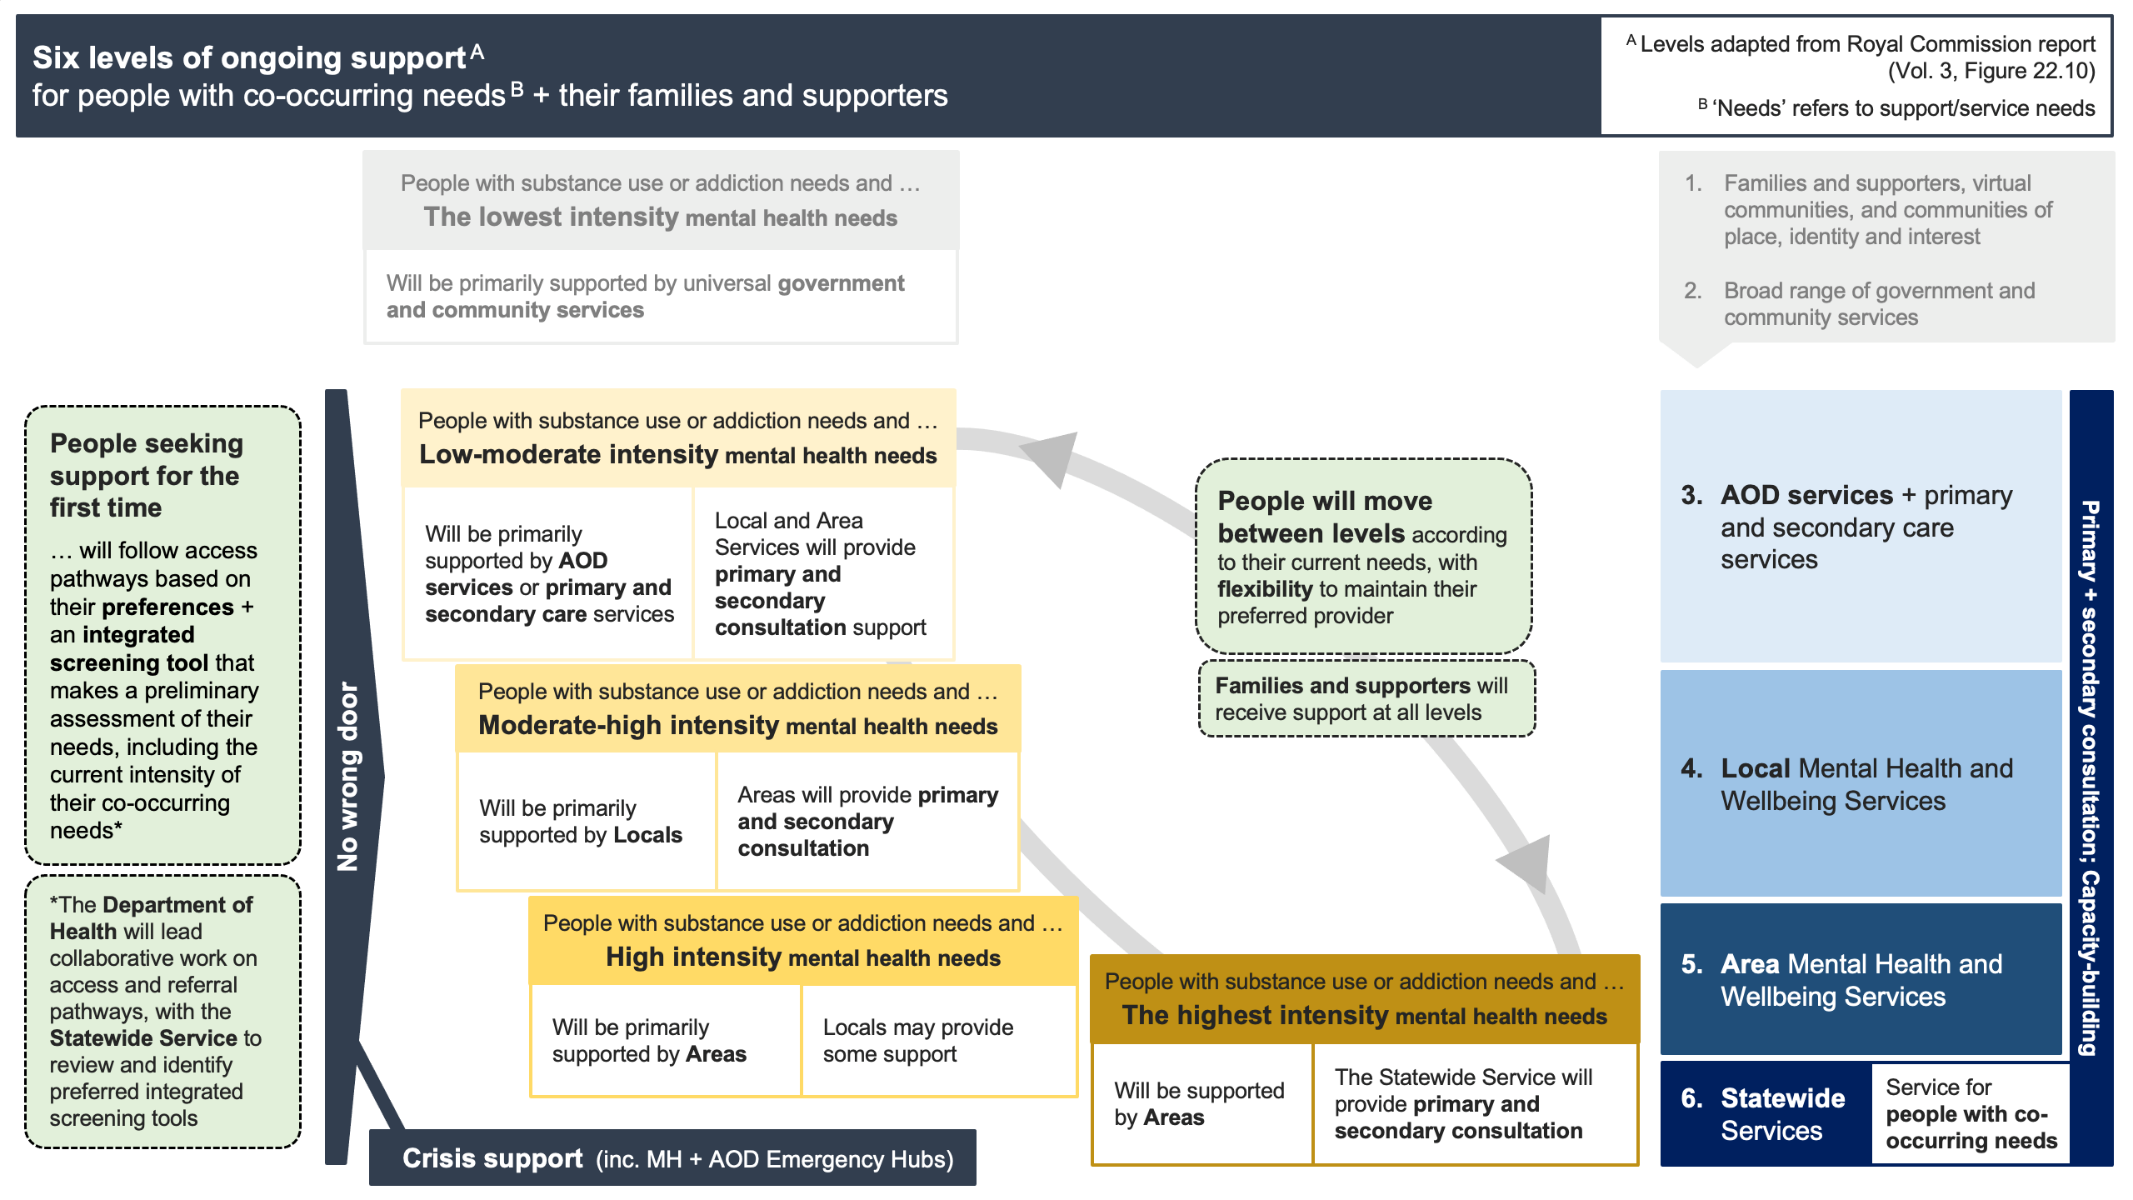 Six levels of ongoing support A
for people with co-occurring needs B + their families and supporters
A Levels adapted from Royal Commission report
(Vol. 3, Figure 22.10)
B ‘Needs’ refers to support/service needs
People with substance use or addiction needs and …
The lowest intensity mental health needs
Will be primarily supported by universal government
and community services
1. Families and supporters, virtual
communities, and communities of
place, identity and interest
2. Broad range of government and
community services
People seeking
support for the
first time
… will follow access
pathways based on
their preferences +
an integrated
screening tool that
makes a preliminary
assessment of their
needs, including the
current intensity of
their co-occurring
needs*
*The Department of
Health will lead
collaborative work on
access and referral
pathways, with the
Statewide Service to
review and identify
preferred integrated
screening tools
No wrong door
People with substance use or addiction needs and …
Low-moderate intensity mental health needs
Will be primarily
supported by AOD
services or primary and
secondary care services
Local and Area
Services will provide
primary and
secondary
consultation support
People with substance use or addiction needs and …
Moderate-high intensity mental health needs
Will be primarily
supported by Locals
Areas will provide primary
and secondary
consultation
People with substance use or addiction needs and …
High intensity mental health needs
Will be primarily
supported by Areas
Locals may provide
some support
People with substance use or addiction needs and …
The highest intensity mental health needs
Will be supported
by Areas
The Statewide Service will
provide primary and
secondary consultation
Crisis support (inc. MH + AOD Emergency Hubs)
People will move
between levels according
to their current needs, with
flexibility to maintain their
preferred provider
Families and supporters will
receive support at all levels
3. AOD services + primary
and secondary care
services
4. Local Mental Health and
Wellbeing Services
5. Area Mental Health and
Wellbeing Services
6. Statewide
Services
Service for
people with co-
occurring needs
Primary + secondary consultation; Capacity-building